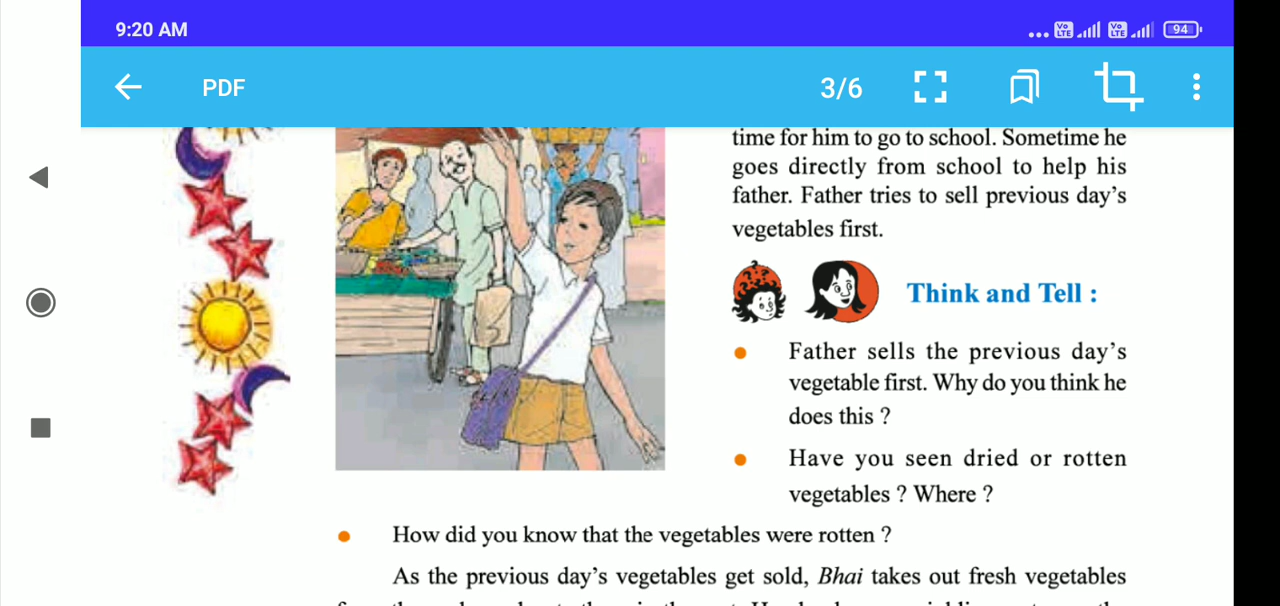 9:20 AM
94
PDF
3/6
time for him to go to school. Sometime he
goes directly from school to help his
father. Father tries to sell previous day's
vegetables first.
Think and Tell :
Father sells the previous day's
vegetable first. Why do you think he
does this ?
Have you seen dried or rotten
vegetables ? Where ?
How did you know that the vegetables were rotten ?
As the previous day's vegetables get sold, Bhai takes out fresh vegetables